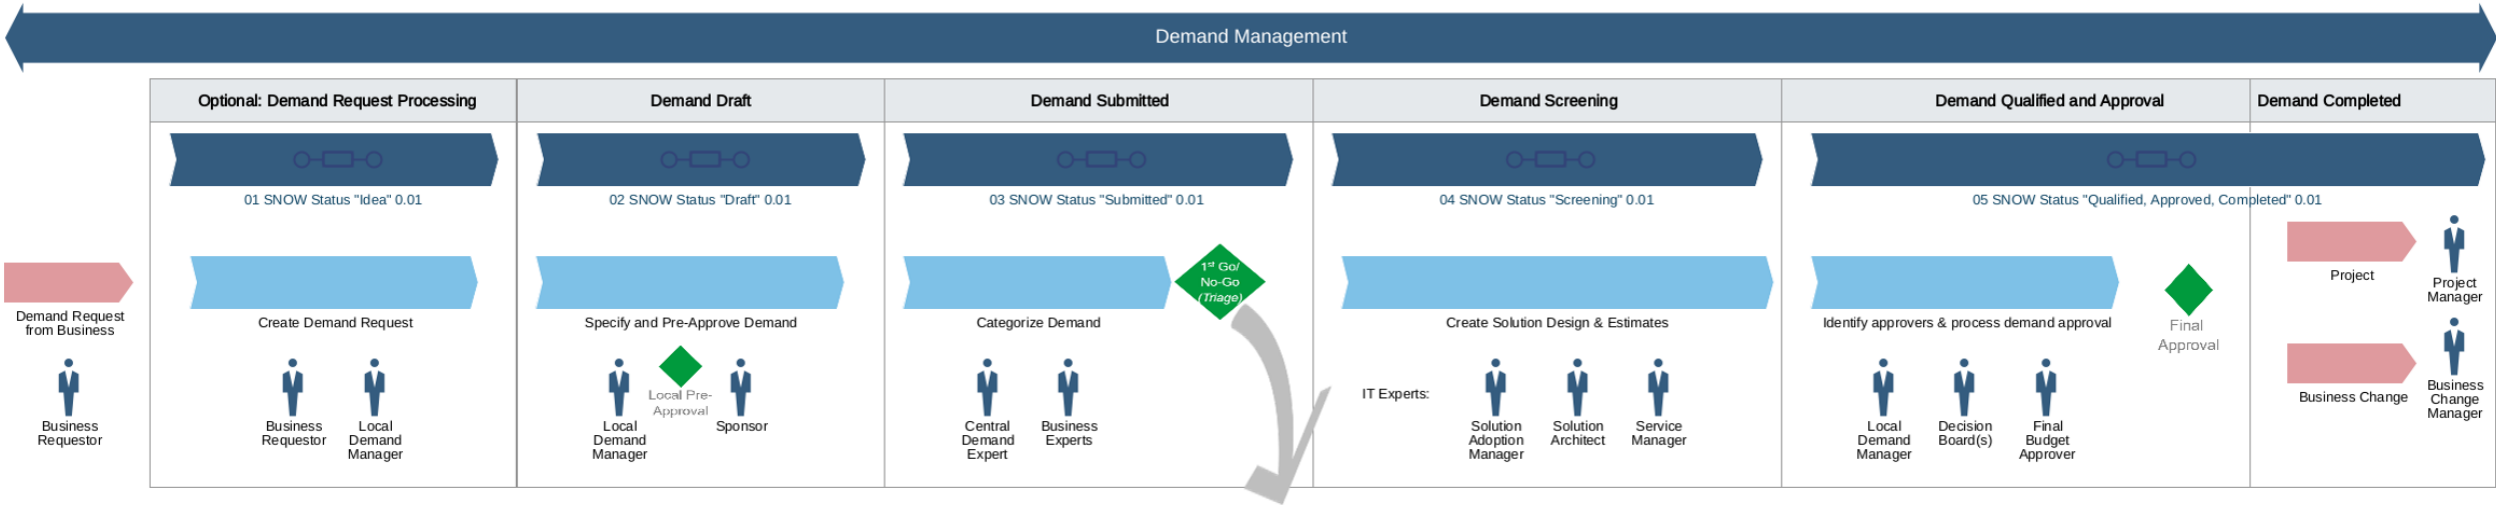 Demand Management
Optional: Demand Request Processing
Demand Draft
Demand Submitted
Demand Screening
Demand Qualified and Approval
Demand Completed
01 SNOW Status "Idea" 0.01
02 SNOW Status "Draft" 0.01
03 SNOW Status "Submitted" 0.01
04 SNOW Status "Screening" 0.01
05 SNOW Status "Qualified, Approved, Completed" 0.01
Demand Request
from Business
Business
Requestor
Create Demand Request
Business
Requestor
Local
Demand
Manager
Specify and Pre-Approve Demand
Local
Demand
Manager
Local Pre-
Approval
Sponsor
Categorize Demand
1st Go/
No-Go
(Triage)
Central
Demand
Expert
Business
Experts
Create Solution Design & Estimates
IT Experts:
Solution
Adoption
Manager
Solution
Architect
Service
Manager
Identify approvers & process demand approval
Final
Approval
Local
Demand
Manager
Decision
Board(s)
Final
Budget
Approver
Project
Project
Manager
Business Change
Business
Change
Manager